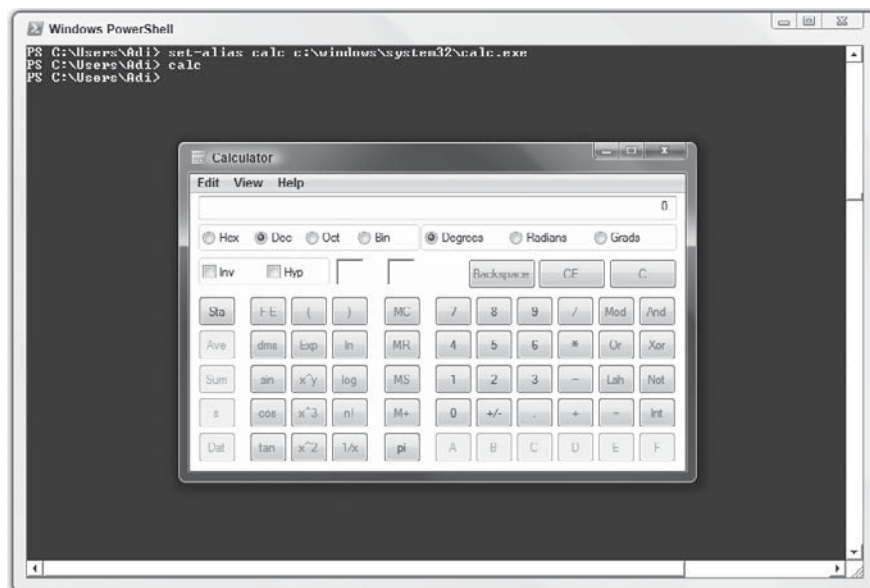 Windows PowerShell
PS C:\Users\Adi> set-alias calc c:\windows\system32\calc.exe
PS C:\Users\Adi> calc
PS C:\Users\Adi>
Calculator
Edit View Help
0.
Hex Dec Oct Bin Degrees Radians Grads
Inv Hyp Backspace CE C
Sta F-E ( ) MC 7 8 9 / Mod And
Ave dms Exp ln MR 4 5 6 * Or Xor
Sum sin x^y log MS 1 2 3 - Lsh Not
s cos x^3 n! M+ 0 +/- . + = Int
Dat tan x^2 1/x pi A B C D E F